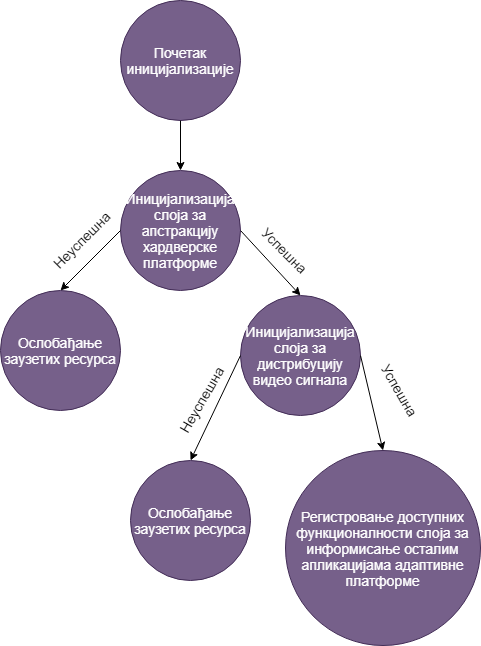 Почетак
иницијализације
Иницијализација
слоја за
апстракцију
хардверске
платформе
Неуспешна
Успешна
Ослобађање
заузетих ресурса
Иницијализација
слоја за
дистрибуцију
видео сигнала
Неуспешна
Успешна
Ослобађање
заузетих ресурса
Регистровање доступних
функционалности слоја за
информисање осталим
апликацијама адаптивне
платформе